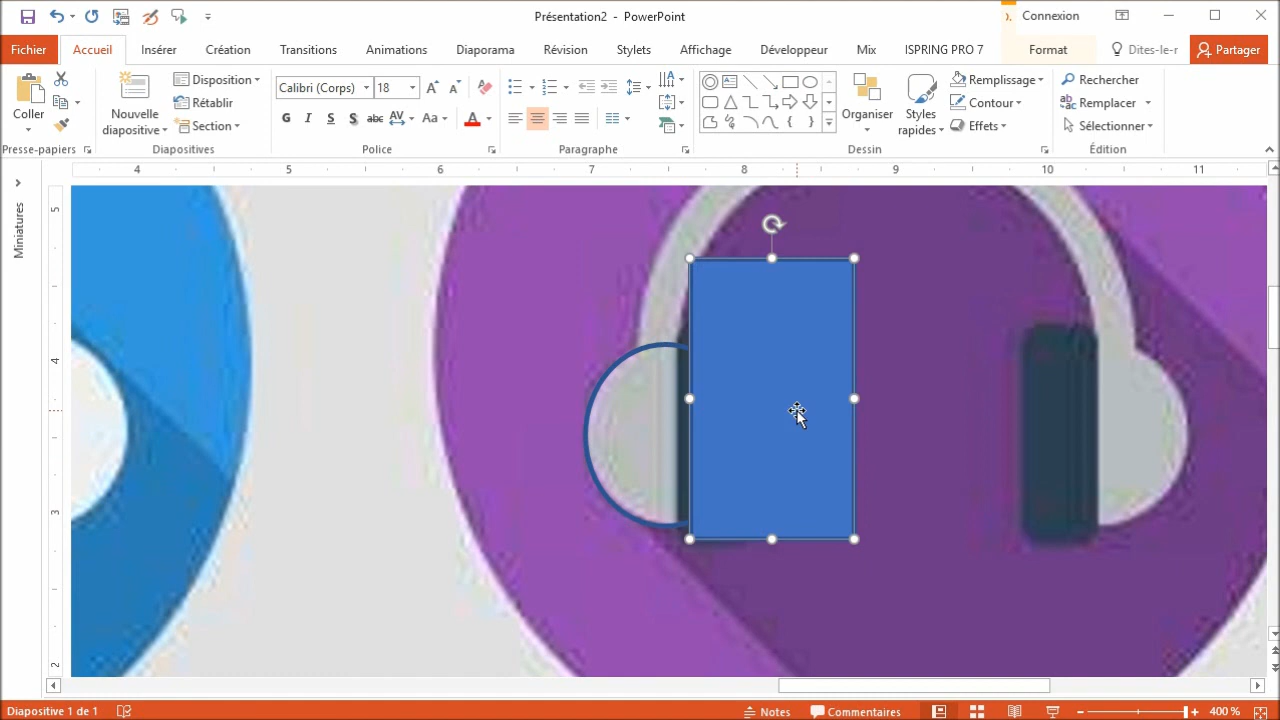 Présentation2 - PowerPoint
Connexion
Fichier Accueil Insérer Création Transitions Animations Diaporama Révision Stylets Affichage Développeur Mix ISPRING PRO 7 Format Dites-le-r Partager
Coller
Nouvelle diapositive
Disposition
Rétablir
Section
Calibri (Corps) 18
G I S S abc AV Aa A
Organiser
Styles rapides
Remplissage
Contour
Effets
Rechercher
Remplacer
Sélectionner
Presse-papiers Diapositives Police Paragraphe Dessin Édition
4 5 6 7 8 9 10 11
Miniatures
5
4
3
2
Diapositive 1 de 1 Notes Commentaires 400 %